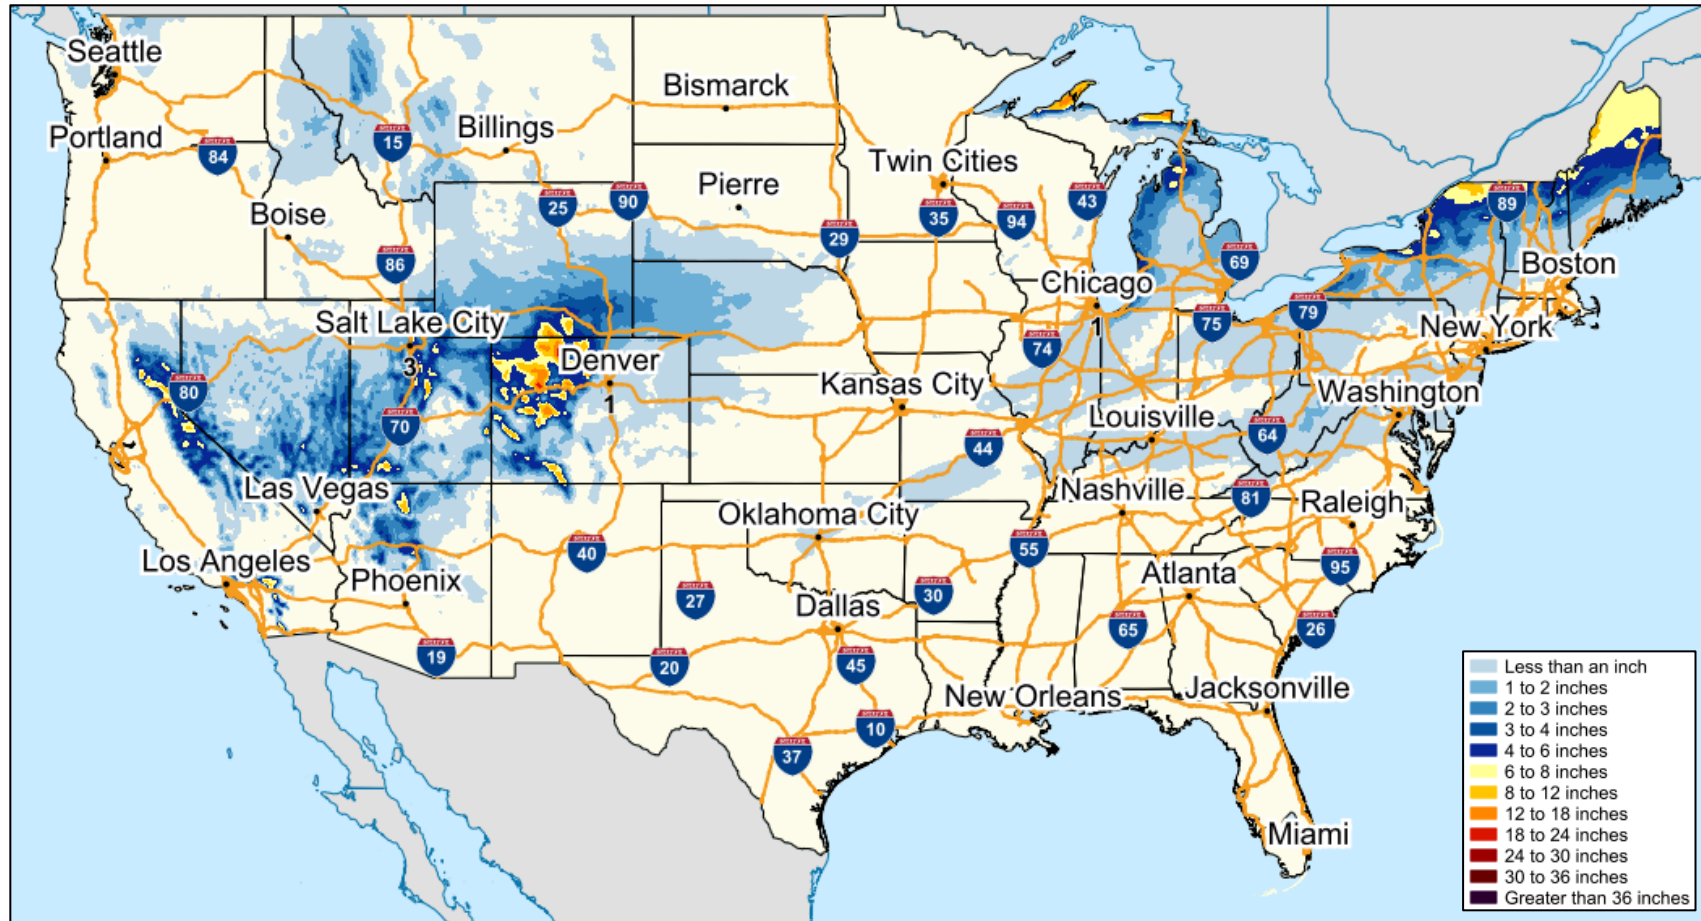 Seattle
Bismarck
Portland
Billings
15
84
Twin Cities
Pierre
Boise
25
90
43
89
35
94
29
86
69
Boston
Chicago
Salt Lake City
1
75
79
New York
74
Denver
3
80
1
Kansas City
Washington
70
Louisville
64
44
Las Vegas
Nashville
81
Raleigh
Oklahoma City
40
55
Los Angeles
Phoenix
95
Atlanta
27
30
Dallas
65
26
19
20
45
New Orleans
Jacksonville
10
37
Miami
Less than an inch
1 to 2 inches
2 to 3 inches
3 to 4 inches
4 to 6 inches
6 to 8 inches
8 to 12 inches
12 to 18 inches
18 to 24 inches
24 to 30 inches
30 to 36 inches
Greater than 36 inches